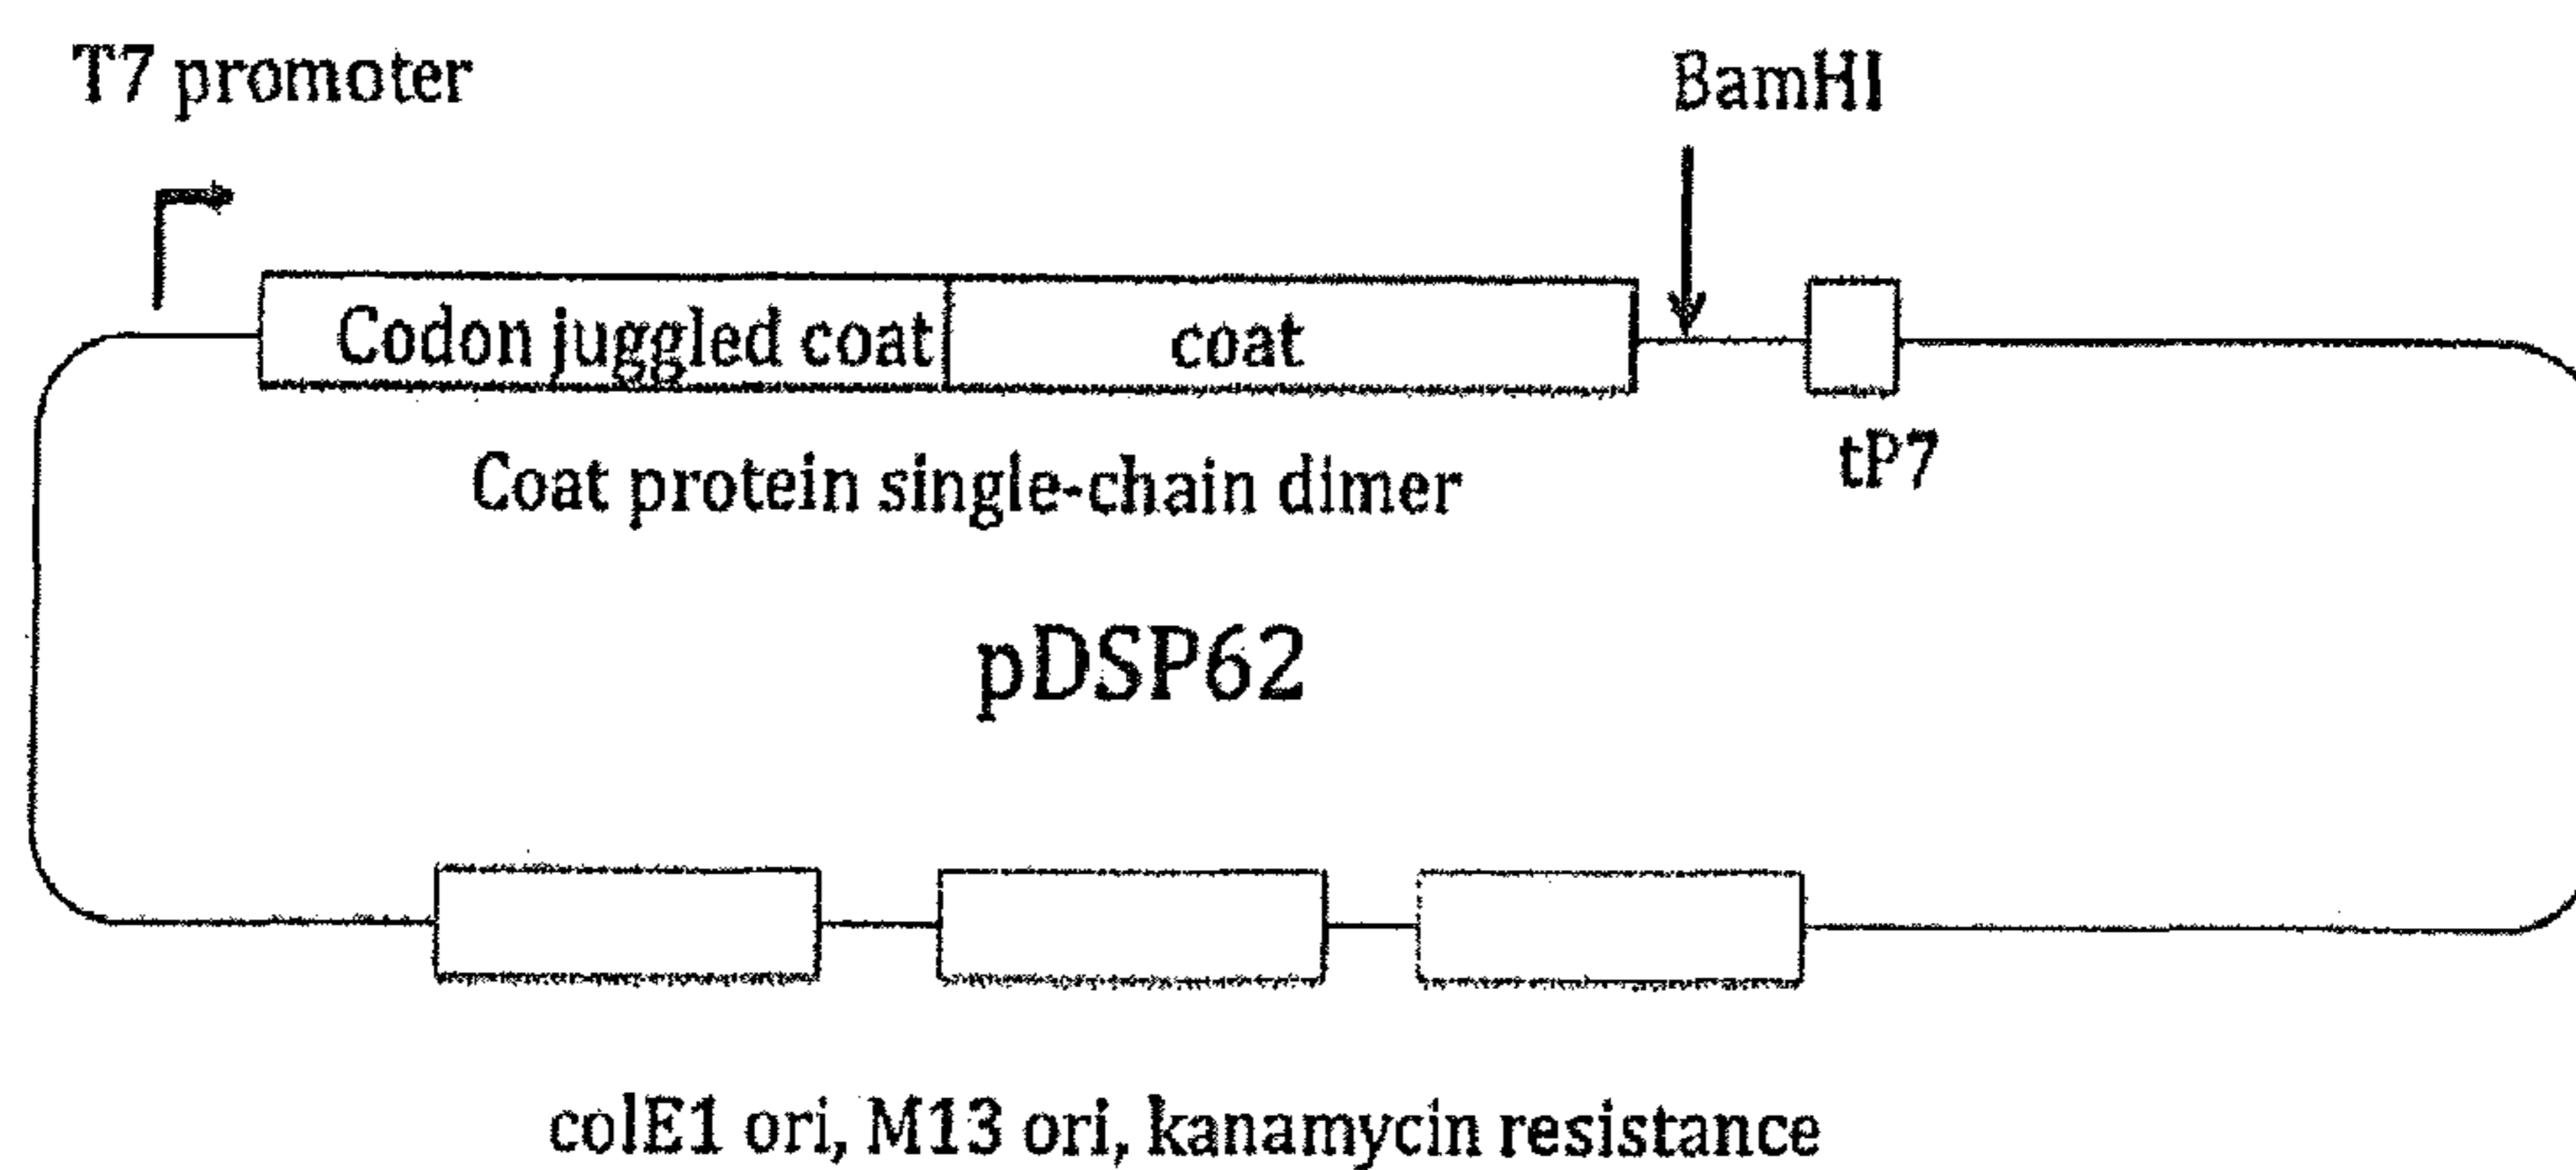 T7 promoter
BamHI
Codon juggled coat
coat
tP7
Coat protein single-chain dimer
pDSP62
colE1 ori, M13 ori, kanamycin resistance